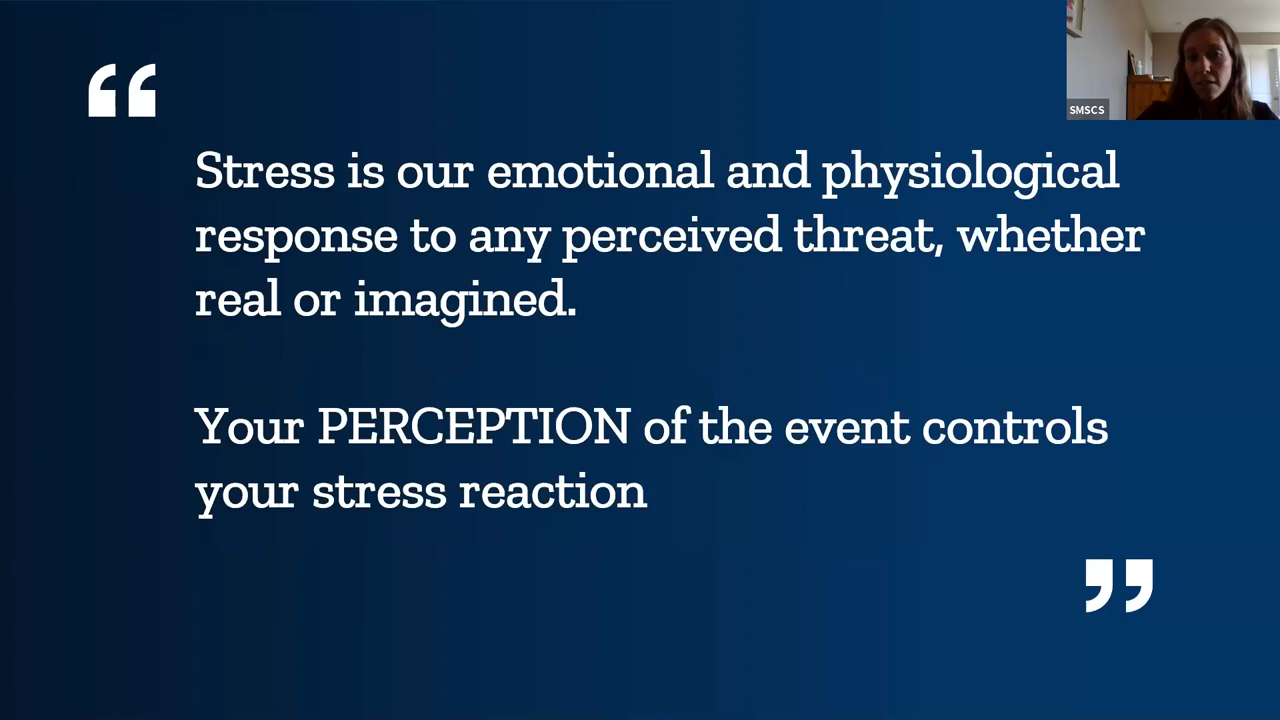 “
SMSCS
Stress is our emotional and physiological
response to any perceived threat, whether
real or imagined.
Your PERCEPTION of the event controls
your stress reaction
”